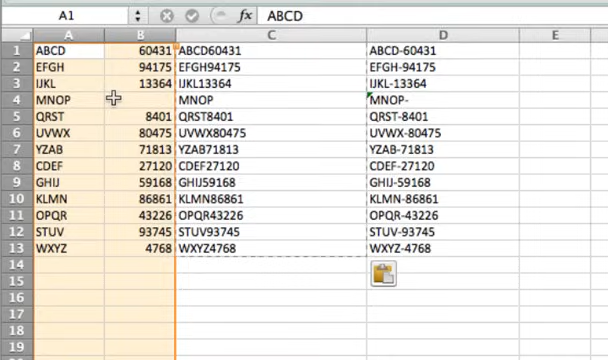 A1 fx ABCD
A B C D E F
1 ABCD 60431 ABCD60431 ABCD-60431
2 EFGH 94175 EFGH94175 EFGH-94175
3 IJKL 13364 IJKL13364 IJKL-13364
4 MNOP MNOP MNOP-
5 QRST 8401 QRST8401 QRST-8401
6 UVWX 80475 UVWX80475 UVWX-80475
7 YZAB 71813 YZAB71813 YZAB-71813
8 CDEF 27120 CDEF27120 CDEF-27120
9 GHIJ 59168 GHIJ59168 GHIJ-59168
10 KLMN 86861 KLMN86861 KLMN-86861
11 OPQR 43226 OPQR43226 OPQR-43226
12 STUV 93745 STUV93745 STUV-93745
13 WXYZ 4768 WXYZ4768 WXYZ-4768
14
15
16
17
18
19